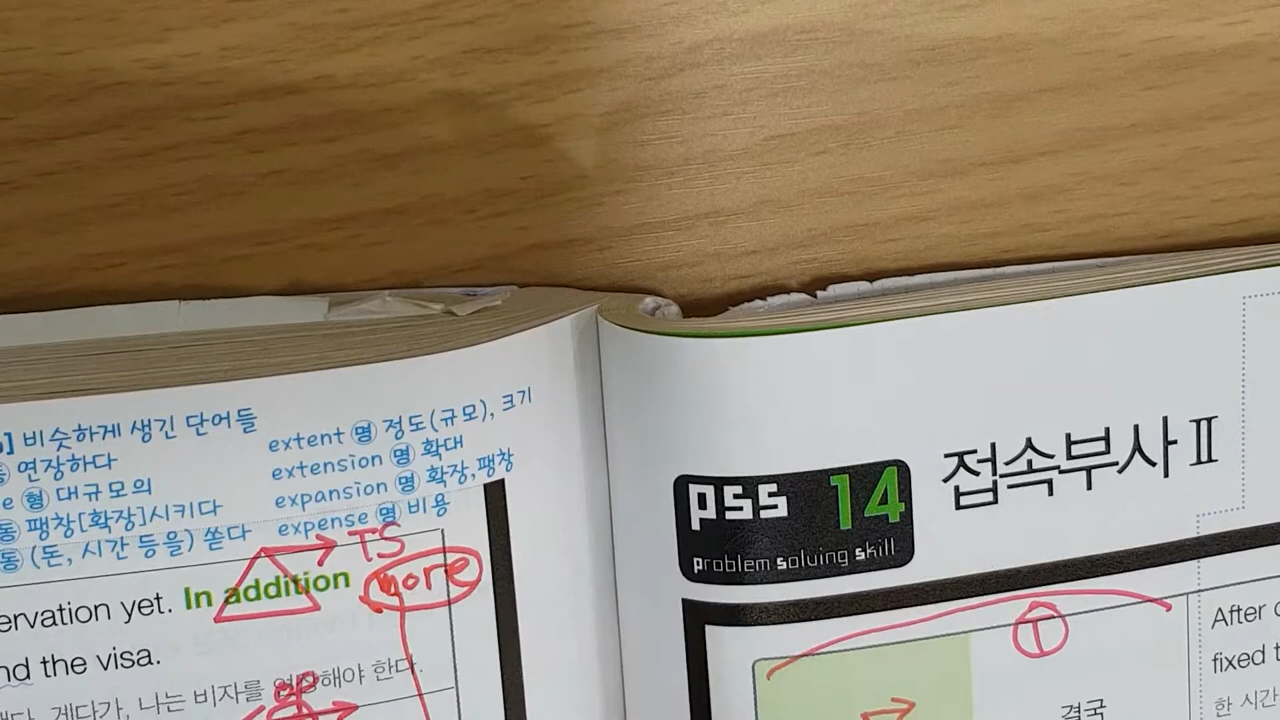 비슷하게 생긴 단어들
연장하다
형 대규모의
동 팽창[확장]시키다
동 (돈, 시간 등을) 쏟다
extent 명 정도(규모), 크기
extension 명 확대
expansion 명 확장, 팽창
expense 명 비용
TS
yet. In addition more
the visa.
게다가, 나는 비자를 연장해야 한다.
pss 14
problem solving skill
접속부사 Ⅱ
T
결국
After
fixed
한 시간